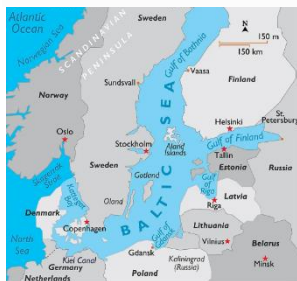 Atlantic
Ocean
Sweden
N
150 m
150 km
Norwegian Sea
SCANDINAVIAN
PENINSULA
Gulf of Bothnia
Vaasa
Sundsvall
Finland
Norway
Oslo
Helsinki
St.
Petersburg
Stockholm
Aland
Islands
Gulf of Finland
Tallin
Estonia
Russia
Skagerrak
Strait
Sweden
Gotland
Gulf
of
Riga
BALTIC SEA
Oland
Riga
Latvia
Denmark
Copenhagen
Lithuania
North
Sea
Kiel Canal
Gulf of
Gdansk
Gdansk
Vilnius
Belarus
Germany
Kaliningrad
(Russia)
Minsk
Netherlands
Poland